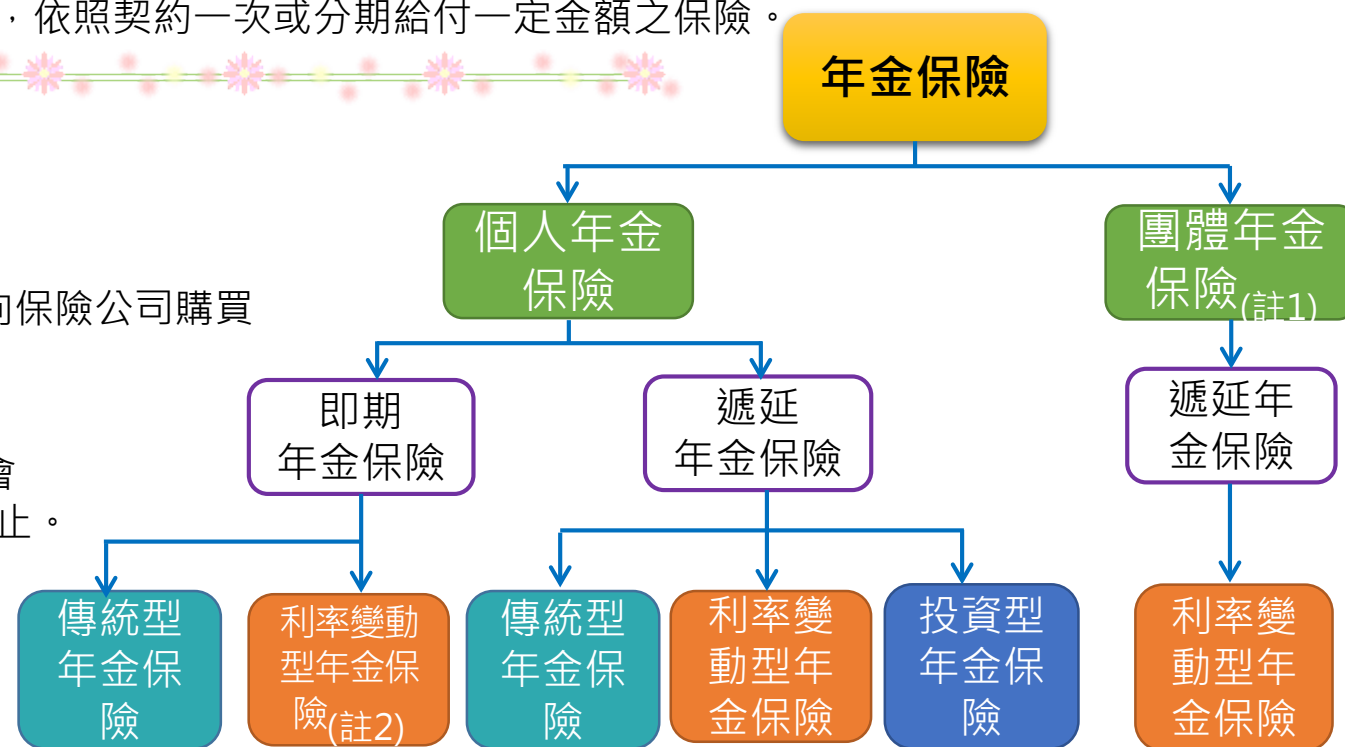 ，依照契約一次或分期給付一定金額之保險。
年金保險
個人年金
保險
團體年金
保險(註1)
向保險公司購買
即期
年金保險
遞延
年金保險
遞延年
金保險
會
止。
傳統型
年金保
險
利率變動
型年金保
險(註2)
傳統型
年金保
險
利率變
動型年
金保險
投資型
年金保
險
利率變
動型年
金保險